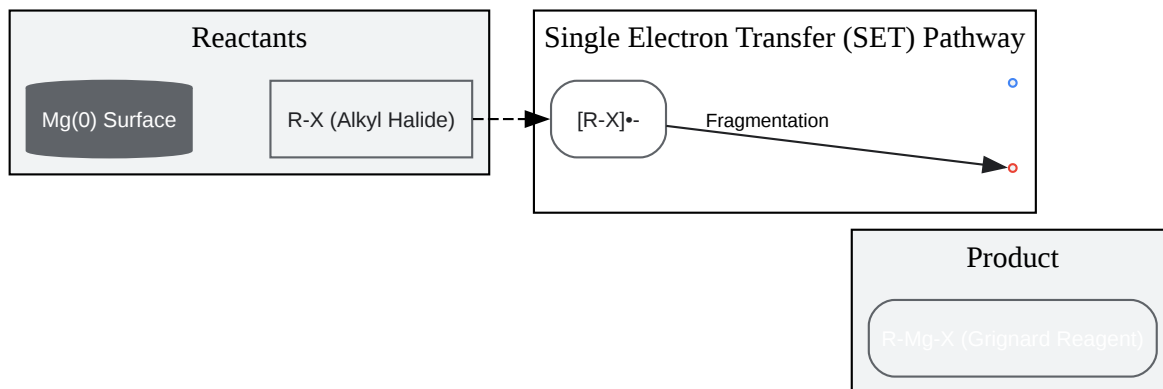 Reactants
Single Electron Transfer (SET) Pathway
Mg(0) Surface
R-X (Alkyl Halide)
[R-X]•-
Fragmentation
Product
R-Mg-X (Grignard Reagent)